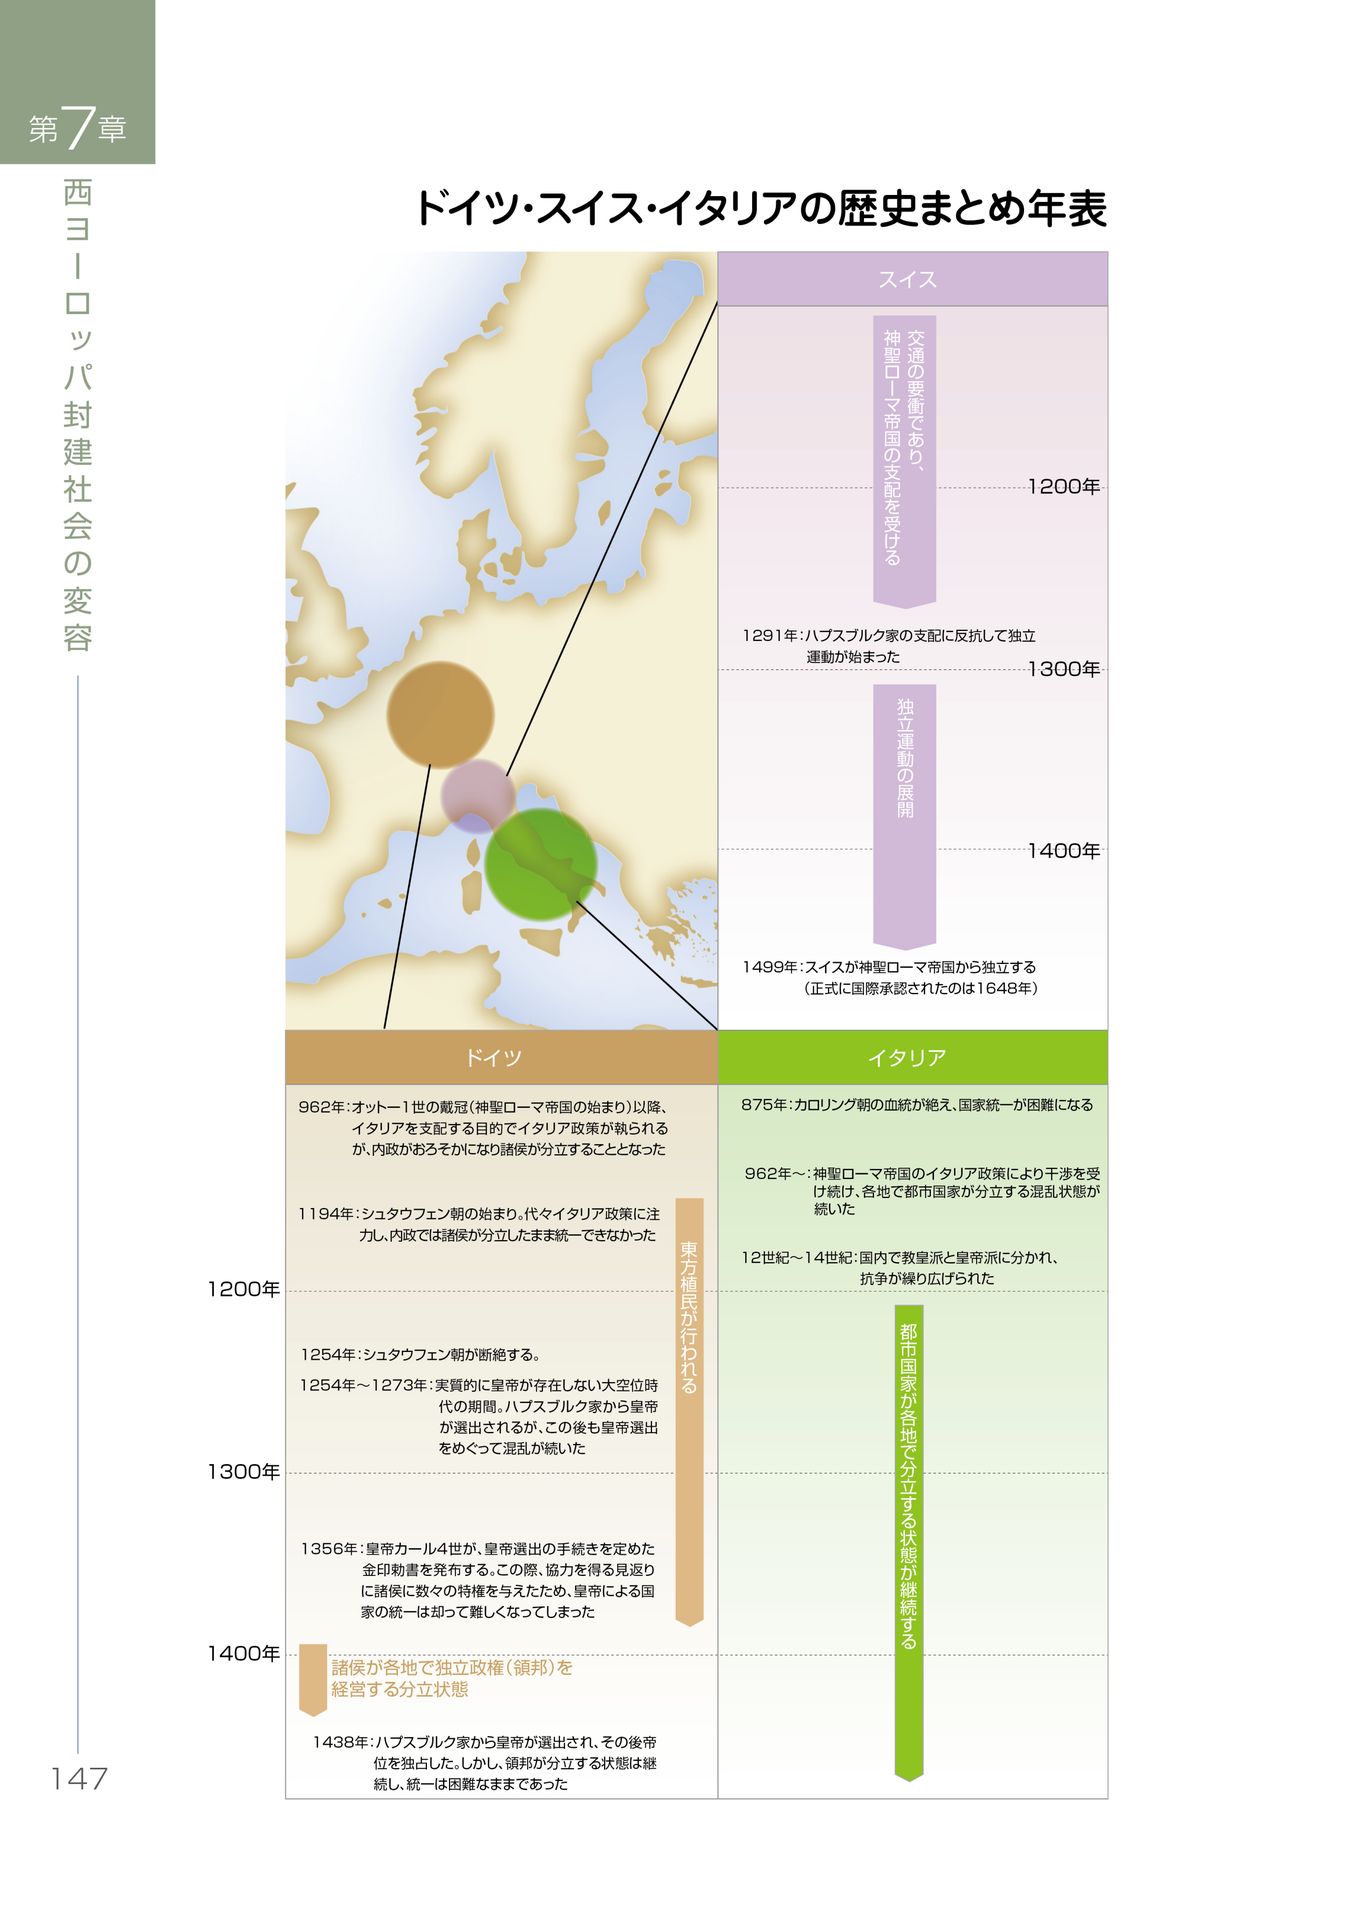 第7章
西ヨーロッパ封建社会の変容
147
ドイツ・スイス・イタリアの歴史まとめ年表
スイス
交通の要衝であり、
神聖ローマ帝国の支配を受ける
1200年
1291年：ハプスブルク家の支配に反抗して独立
運動が始まった
1300年
独立運動の展開
1400年
1499年：スイスが神聖ローマ帝国から独立する
（正式に国際承認されたのは1648年）
ドイツ
962年：オットー1世の戴冠（神聖ローマ帝国の始まり）以降、
イタリアを支配する目的でイタリア政策が執られる
が、内政がおろそかになり諸侯が分立することとなった
1194年：シュタウフェン朝の始まり。代々イタリア政策に注
力し、内政では諸侯が分立したまま統一できなかった
東方植民が行われる
1200年
1254年：シュタウフェン朝が断絶する。
1254年～1273年：実質的に皇帝が存在しない大空位時
代の期間。ハプスブルク家から皇帝
が選出されるが、この後も皇帝選出
をめぐって混乱が続いた
1300年
1356年：皇帝カール4世が、皇帝選出の手続きを定めた
金印勅書を発布する。この際、協力を得る見返り
に諸侯に数々の特権を与えたため、皇帝による国
家の統一は却って難しくなってしまった
1400年
諸侯が各地で独立政権（領邦）を
経営する分立状態
1438年：ハプスブルク家から皇帝が選出され、その後帝
位を独占した。しかし、領邦が分立する状態は継
続し、統一は困難なままであった
イタリア
875年：カロリング朝の血統が絶え、国家統一が困難になる
962年～：神聖ローマ帝国のイタリア政策により干渉を受
け続け、各地で都市国家が分立する混乱状態が
続いた
12世紀～14世紀：国内で教皇派と皇帝派に分かれ、
抗争が繰り広げられた
都市国家が各地で分立する状態が継続する